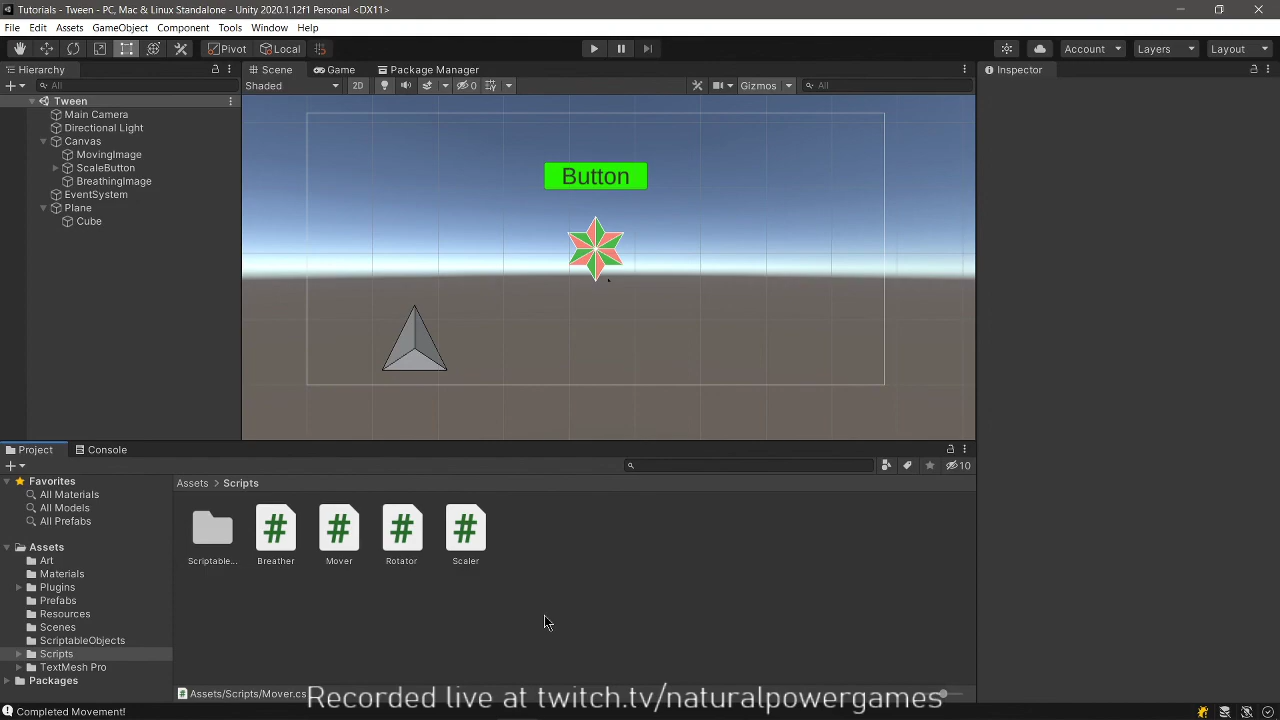 Tutorials - Tween - PC, Mac & Linux Standalone - Unity 2020.1.12f1 Personal <DX11>
File Edit Assets GameObject Component Tools Window Help
Pivot Local Account Layers Layout
Hierarchy Scene Game Package Manager Inspector
All Shaded 2D 0 Gizmos All
Tween
Main Camera
Directional Light
Canvas
MovingImage
ScaleButton
BreathingImage
EventSystem
Plane
Cube
Button
Project Console
10
Favorites
All Materials
All Models
All Prefabs
Assets
Art
Materials
Plugins
Prefabs
Resources
Scenes
ScriptableObjects
Scripts
TextMesh Pro
Packages
Assets > Scripts
Scriptable... Breather Mover Rotator Scaler
Assets/Scripts/Mover.cs
Recorded live at twitch.tv/naturalpowergames
Completed Movement!